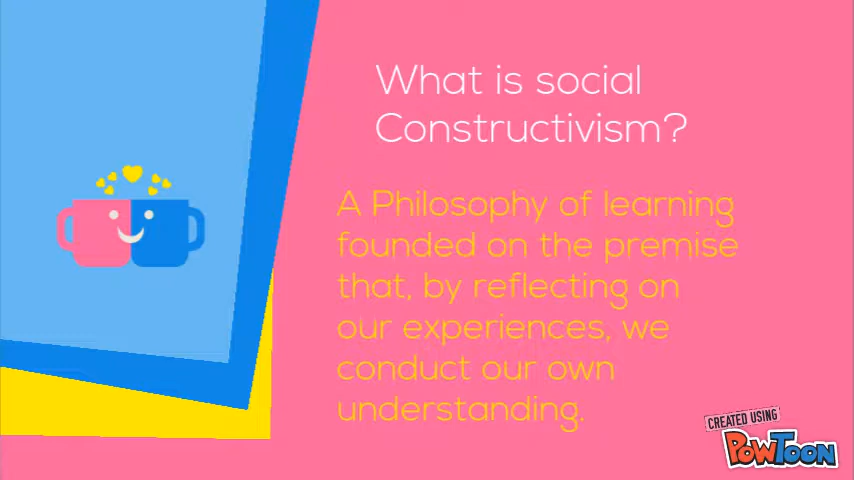 What is social
Constructivism?
A Philosophy of learning
founded on the premise
that, by reflecting on
our experiences, we
conduct our own
understanding.
CREATED USING
POWTOON